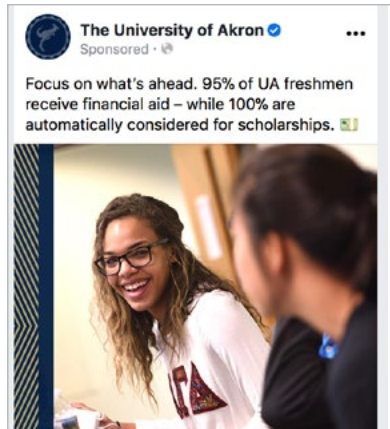 The University of Akron
Sponsored ·
Focus on what's ahead. 95% of UA freshmen
receive financial aid – while 100% are
automatically considered for scholarships.